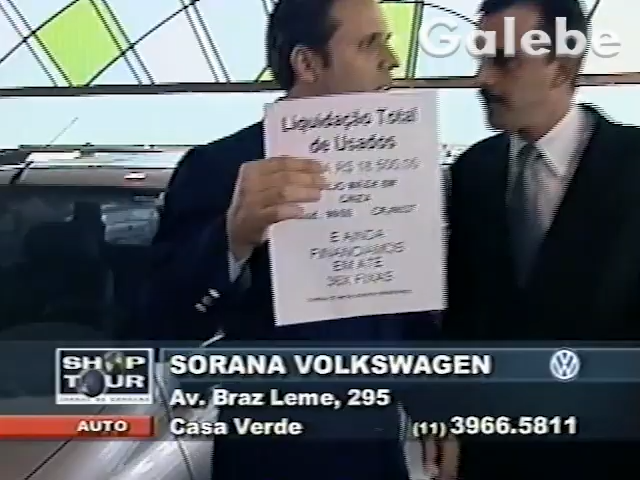 Galebe
Liquidação Total
de Usados
R$ 18.500,00
E AINDA
FINANCIAMOS
EM ATÉ
36X FIXAS
SHOP
TOUR
SORANA VOLKSWAGEN
Av. Braz Leme, 295
AUTO
Casa Verde
(11) 3966.5811